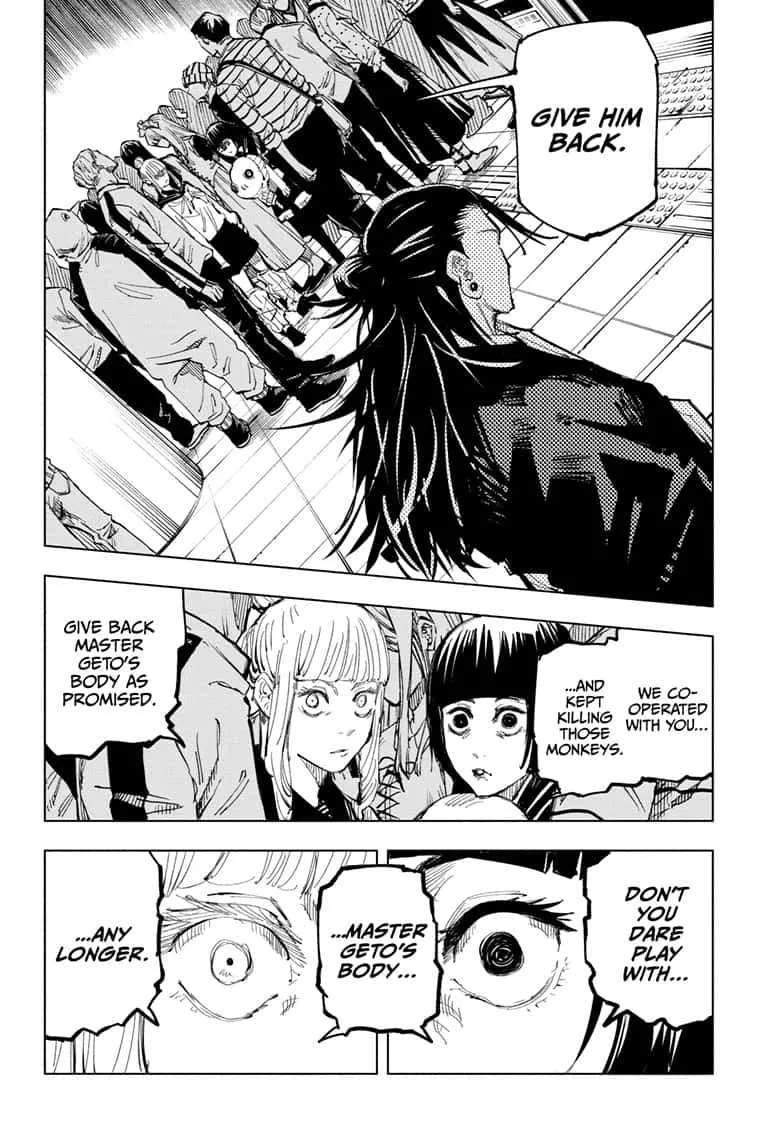 GIVE HIM
BACK.
WE CO-
OPERATED
WITH YOU...
...AND
KEPT
KILLING
THOSE
MONKEYS.
GIVE BACK
MASTER
GETO'S
BODY AS
PROMISED.
DON'T
YOU
DARE
PLAY
WITH...
...MASTER
GETO'S
BODY...
...ANY
LONGER.